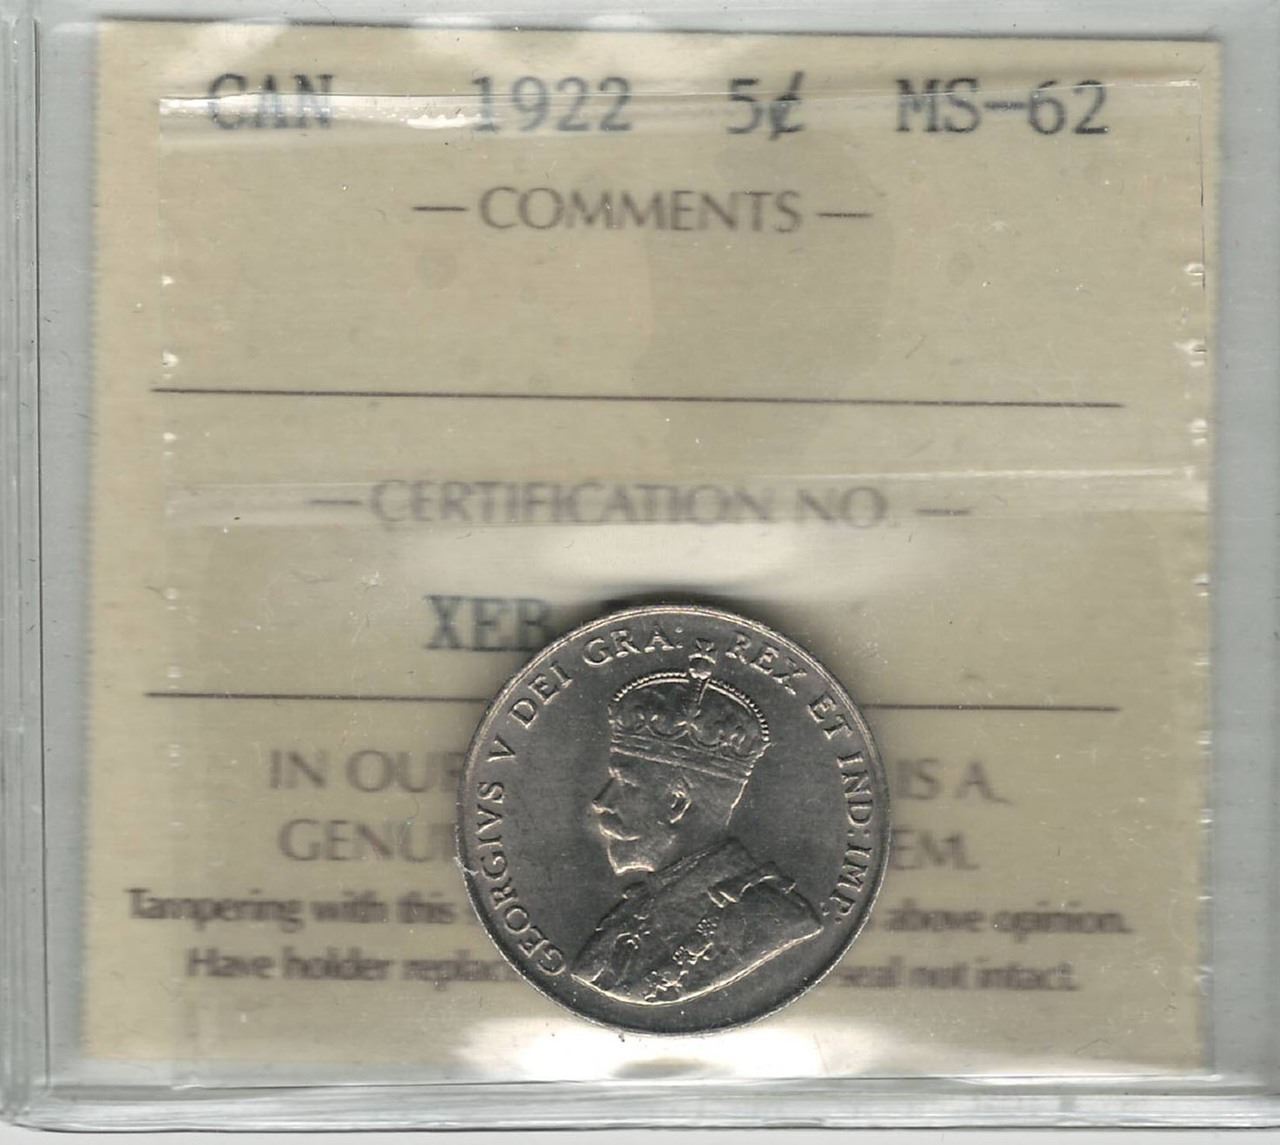 CAN 1922 5¢ MS-62
— COMMENTS —
— CERTIFICATION NO. —
XEB
GEORGIVS V DEI GRA: REX ET IND: IMP:
IN OUR IS A
GENU EM.
Tampering with this above opinion.
Have holder replac seal not intact.